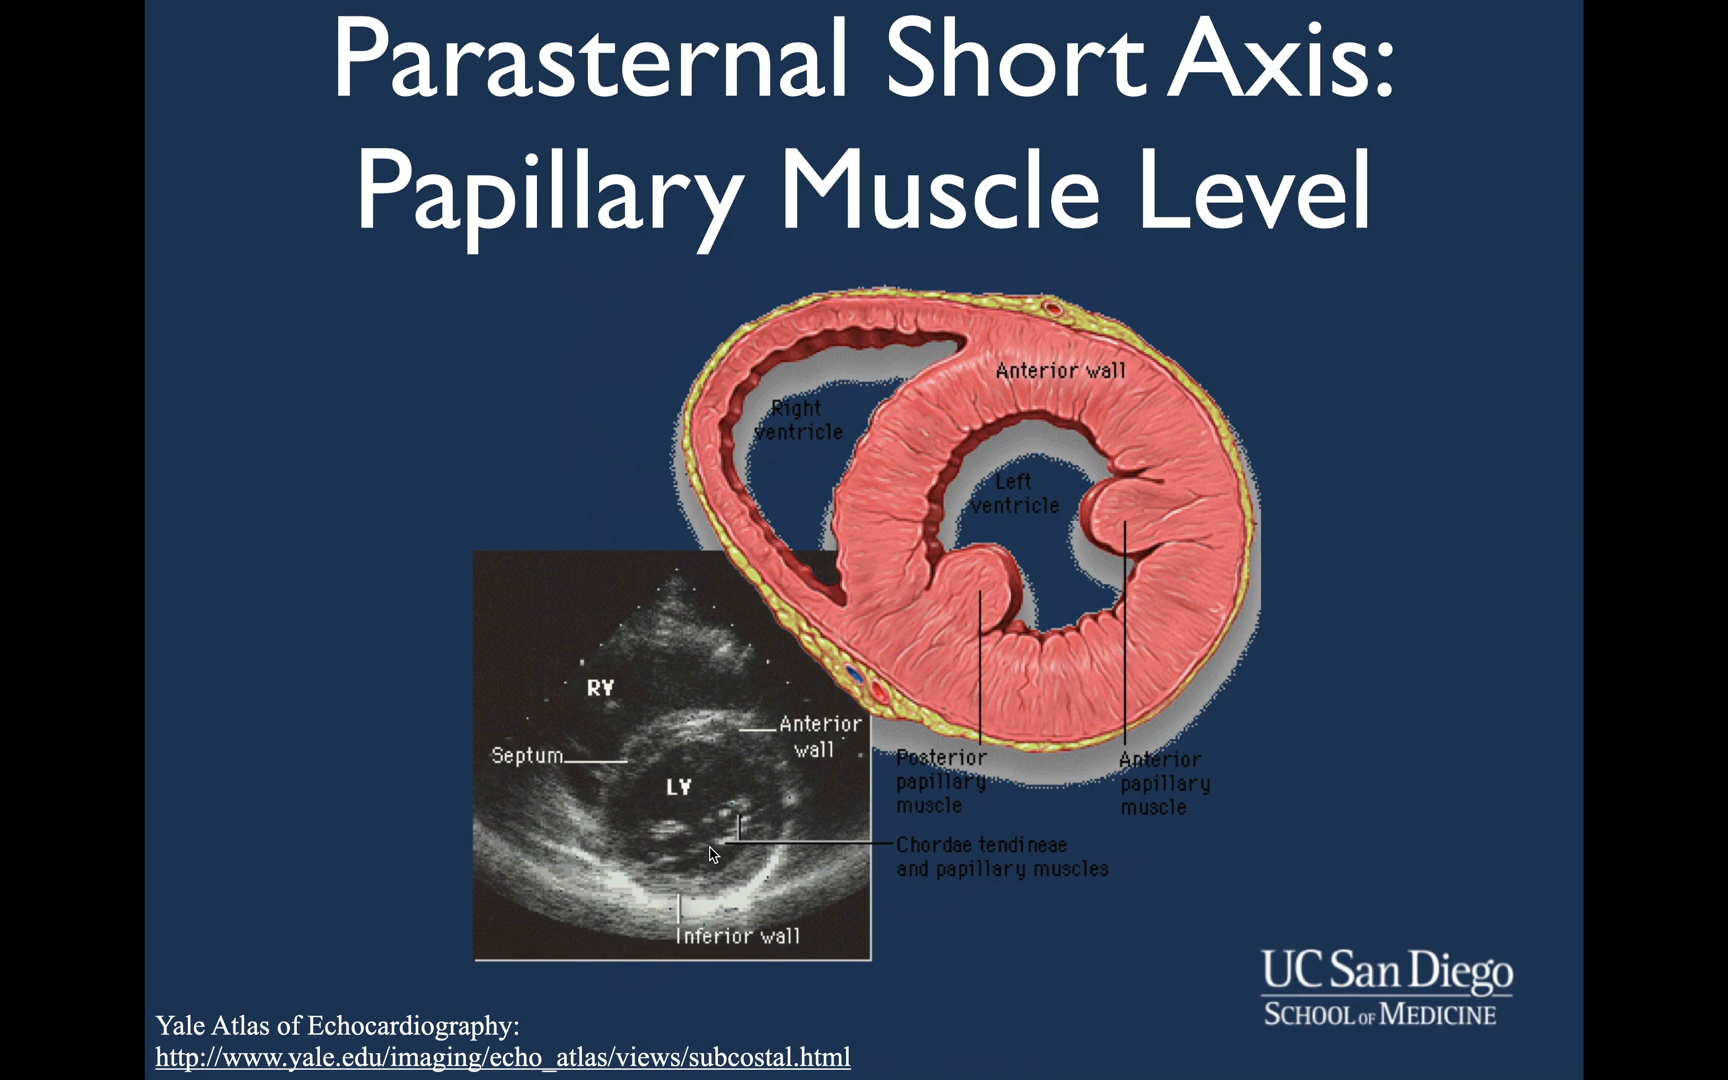 Parasternal Short Axis:
Papillary Muscle Level
Anterior wall
Right
ventricle
Left
ventricle
RV
Anterior
wall
Septum
LV
Posterior
papillary
muscle
Anterior
papillary
muscle
Chordae tendineae
and papillary muscles
Inferior wall
UC San Diego
SCHOOL OF MEDICINE
Yale Atlas of Echocardiography:
http://www.yale.edu/imaging/echo_atlas/views/subcostal.html